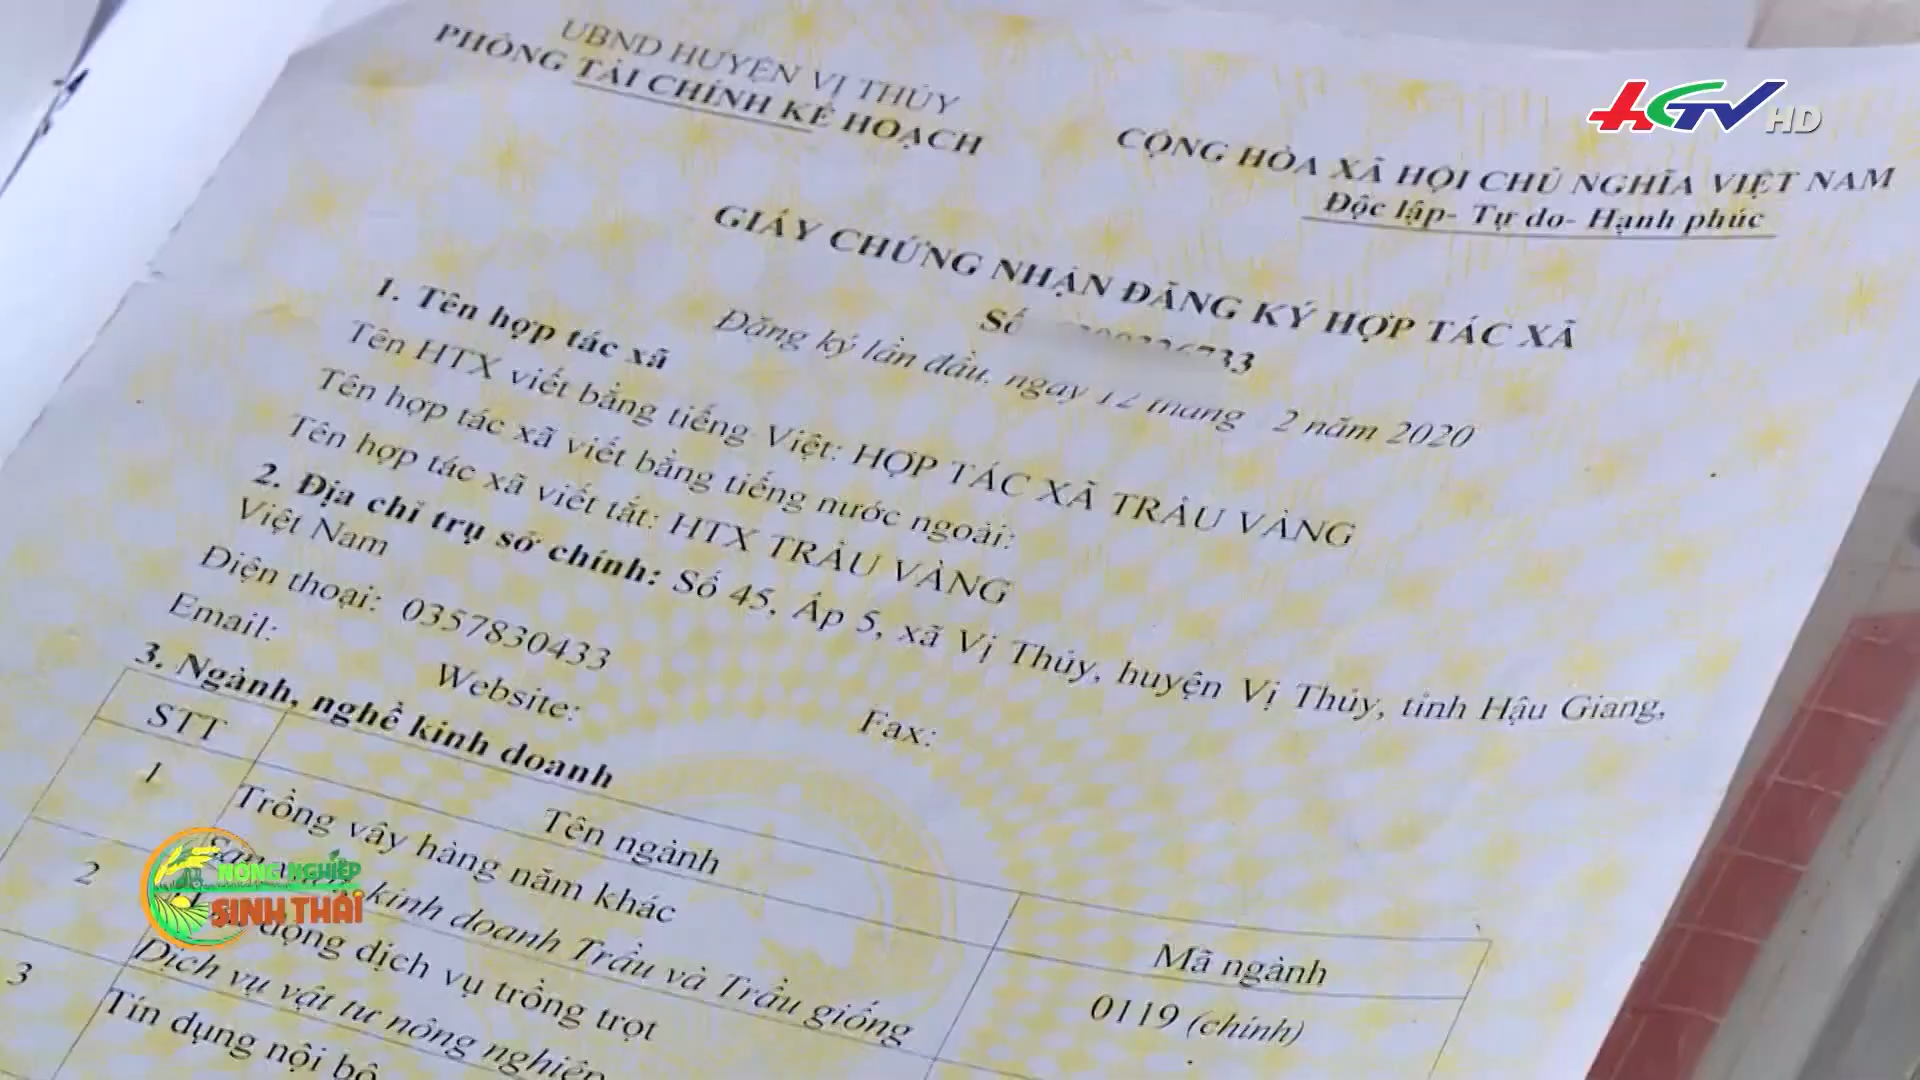 UBND HUYỆN VỊ THỦY
PHÒNG TÀI CHÍNH KẾ HOẠCH
CỘNG HÒA XÃ HỘI CHỦ NGHĨA VIỆT NAM
Độc lập- Tự do- Hạnh phúc
HGTV HD
GIẤY CHỨNG NHẬN ĐĂNG KÝ HỢP TÁC XÃ
Số
Đăng ký lần đầu, ngày 12 tháng 2 năm 2020
1. Tên hợp tác xã
Tên HTX viết bằng tiếng Việt: HỢP TÁC XÃ TRẦU VÀNG
Tên hợp tác xã viết bằng tiếng nước ngoài:
Tên hợp tác xã viết tắt: HTX TRẦU VÀNG
2. Địa chỉ trụ sở chính: Số 45, Ấp 5, xã Vị Thủy, huyện Vị Thủy, tỉnh Hậu Giang,
Việt Nam
Điện thoại: 0357830433
Fax:
Email:
Website:
3. Ngành, nghề kinh doanh
STT
Tên ngành
Mã ngành
1
Trồng vây hàng năm khác
kinh doanh Trầu và Trầu giống
0119 (chính)
2
động dịch vụ trồng trọt
Dịch vụ vật tư nông nghiệp
3
Tín dụng nội bộ
NÔNG NGHIỆP
SINH THÁI